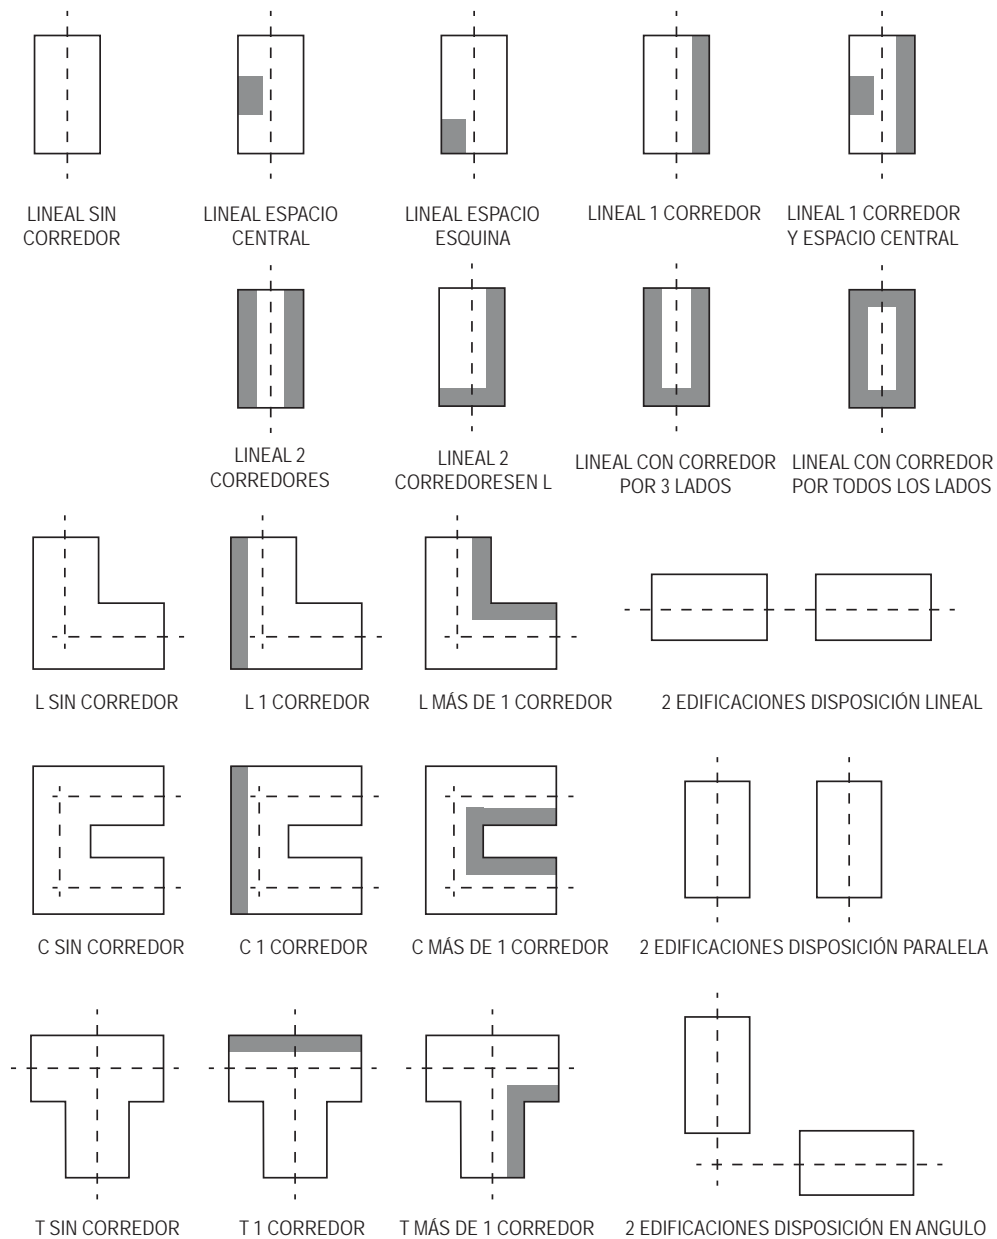 LINEAL SIN
CORREDOR
LINEAL ESPACIO
CENTRAL
LINEAL ESPACIO
ESQUINA
LINEAL 1 CORREDOR
LINEAL 1 CORREDOR
Y ESPACIO CENTRAL
LINEAL 2
CORREDORES
LINEAL 2
CORREDORESEN L
LINEAL CON CORREDOR
POR 3 LADOS
LINEAL CON CORREDOR
POR TODOS LOS LADOS
L SIN CORREDOR
L 1 CORREDOR
L MÁS DE 1 CORREDOR
2 EDIFICACIONES DISPOSICIÓN LINEAL
C SIN CORREDOR
C 1 CORREDOR
C MÁS DE 1 CORREDOR
2 EDIFICACIONES DISPOSICIÓN PARALELA
T SIN CORREDOR
T 1 CORREDOR
T MÁS DE 1 CORREDOR
2 EDIFICACIONES DISPOSICIÓN EN ANGULO